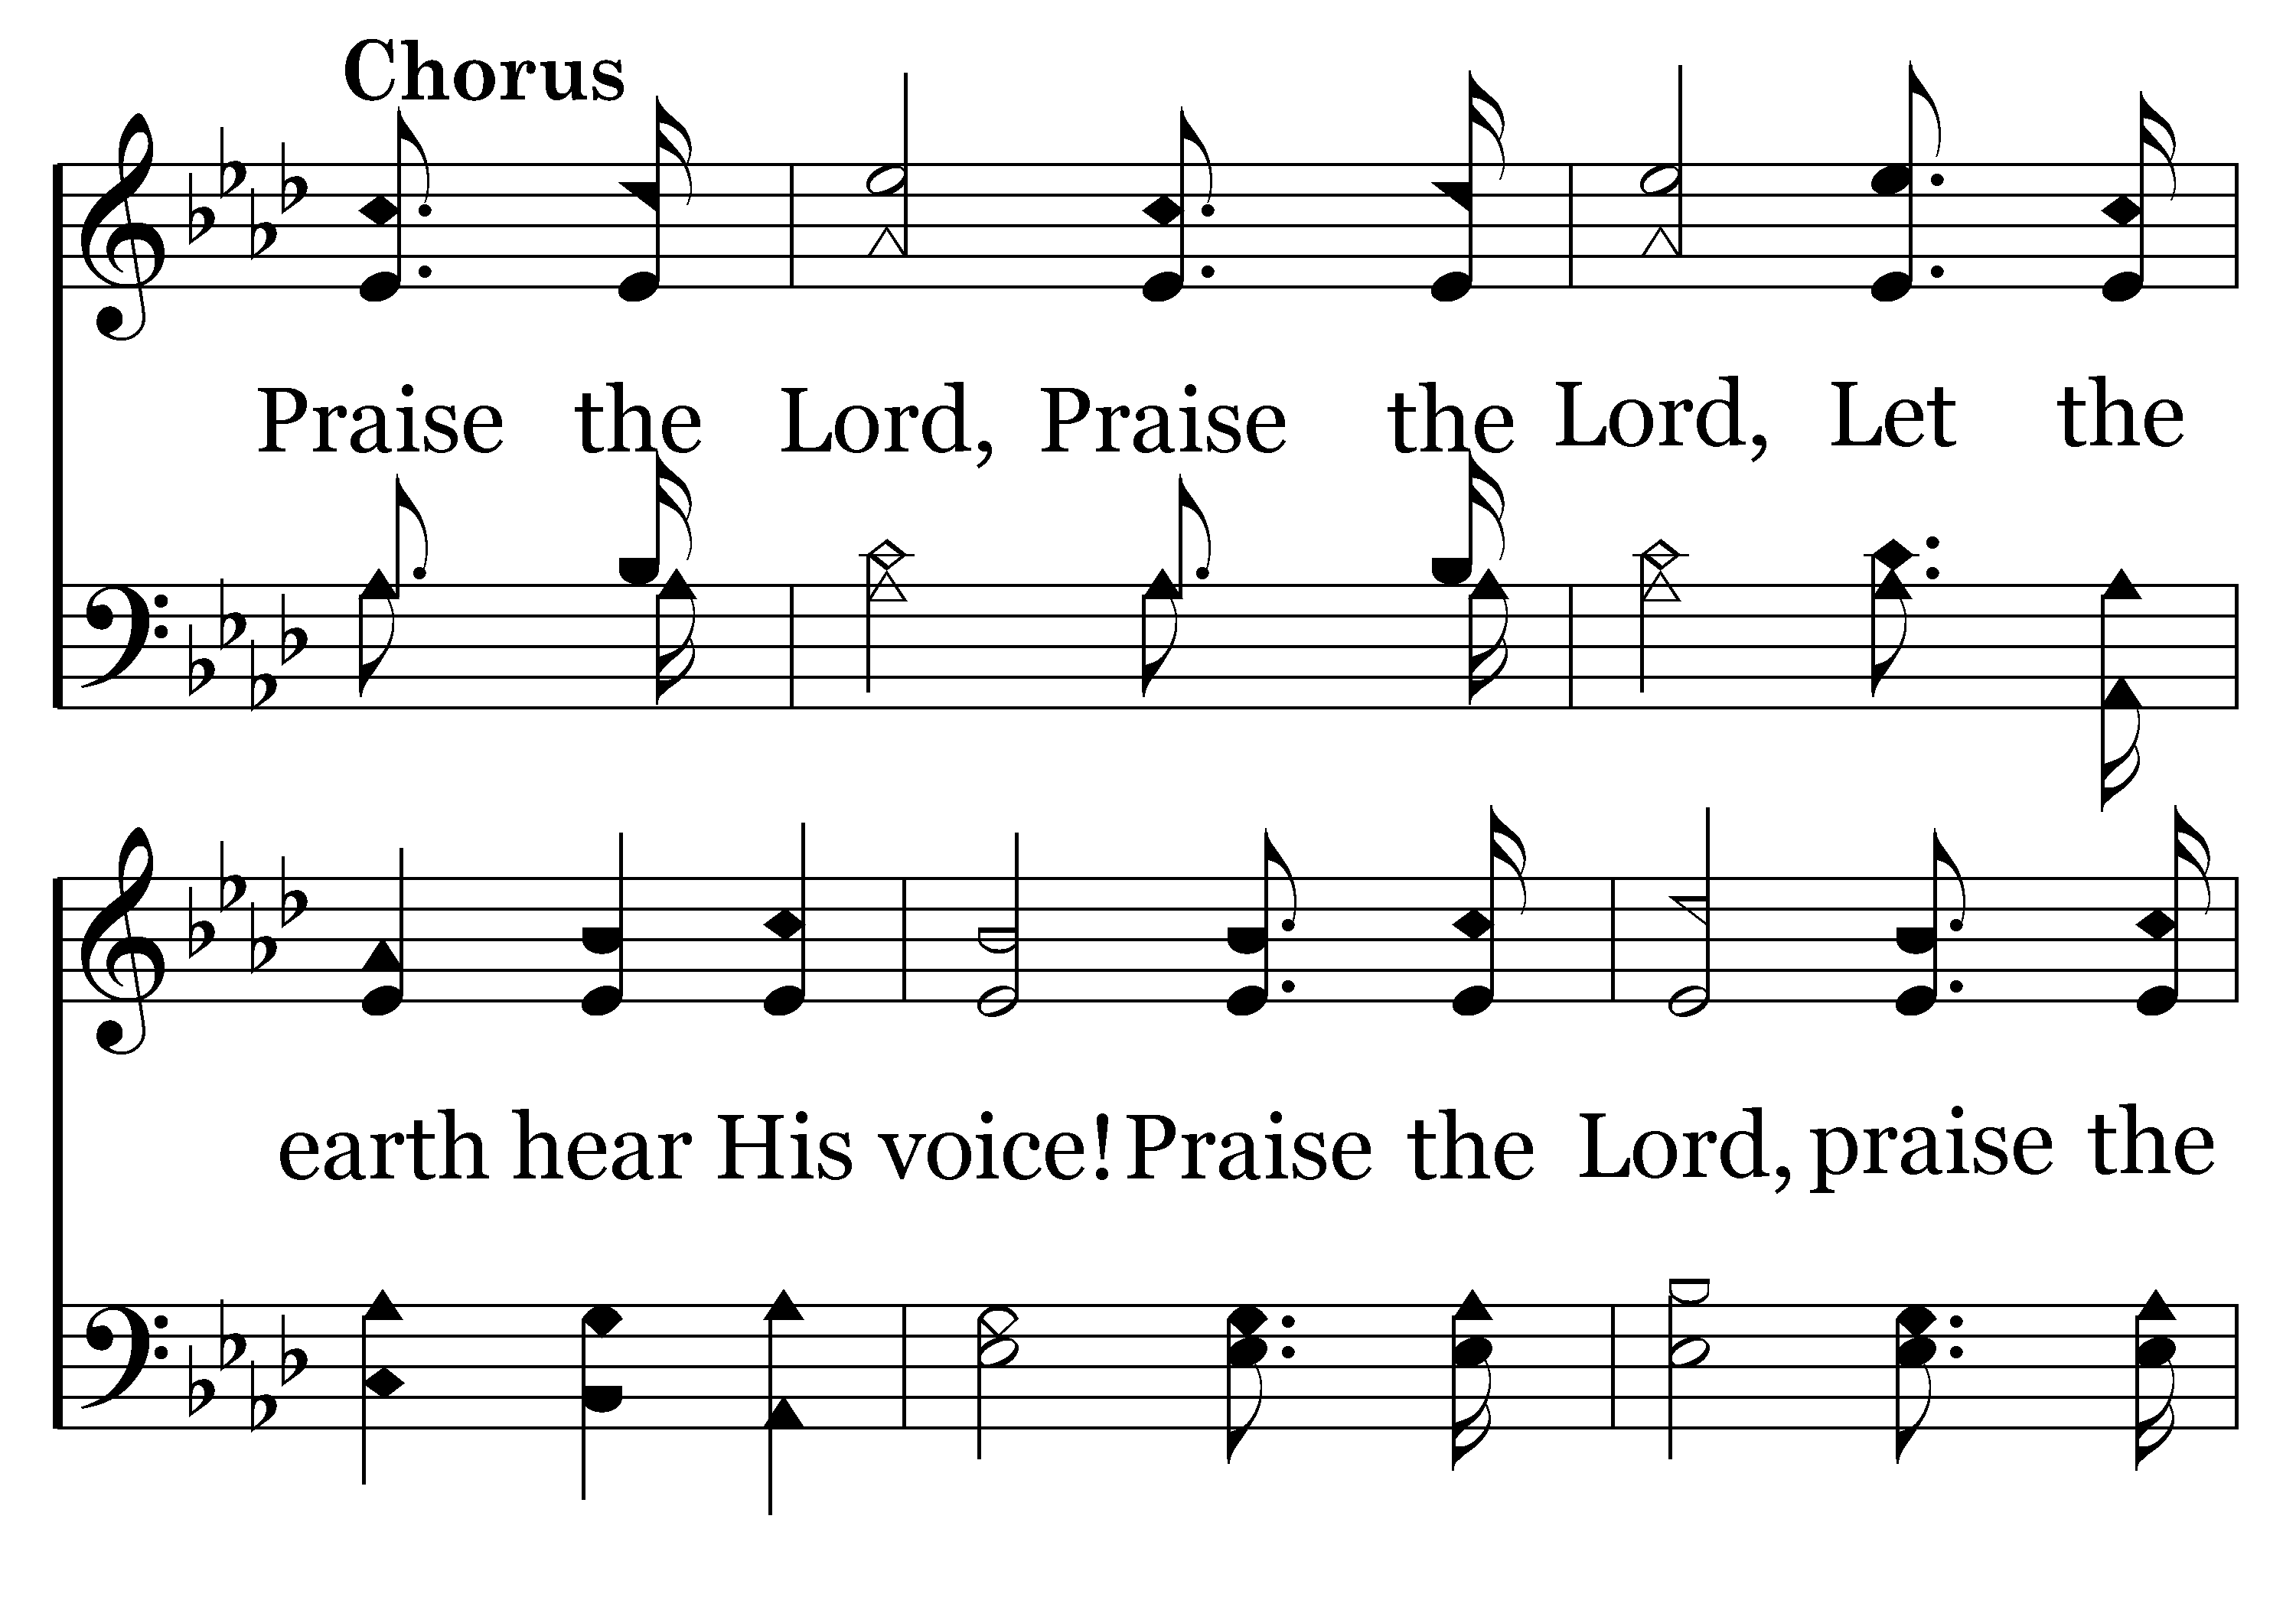 Chorus
Praise the Lord, Praise the Lord, Let the
earth hear His voice! Praise the Lord, praise the